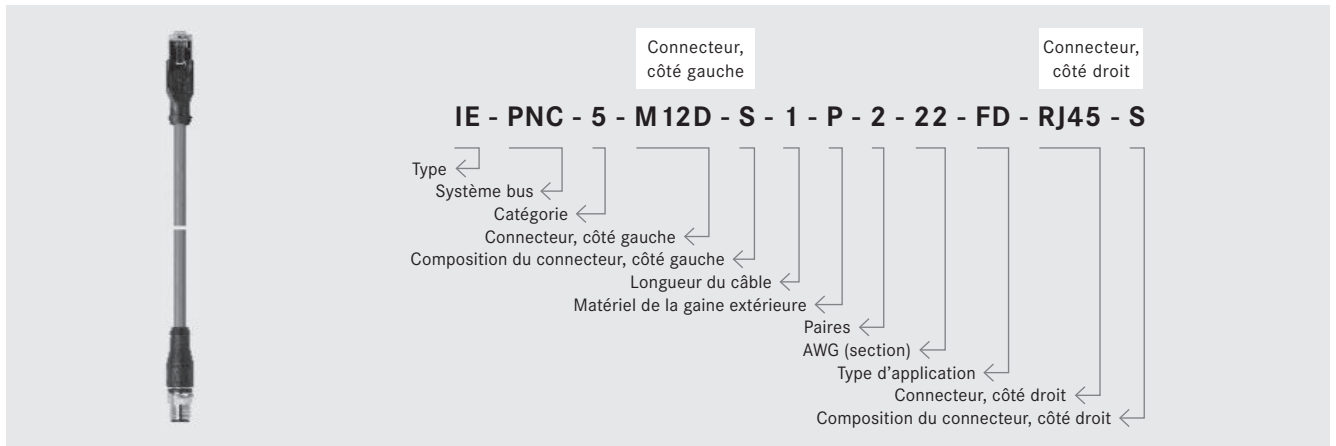 Connecteur,
côté gauche
Connecteur,
côté droit
IE - PNC - 5 - M12D - S - 1 - P - 2 - 22 - FD - RJ45 - S
Type
Système bus
Catégorie
Connecteur, côté gauche
Composition du connecteur, côté gauche
Longueur du câble
Matériel de la gaine extérieure
Paires
AWG (section)
Type d’application
Connecteur, côté droit
Composition du connecteur, côté droit